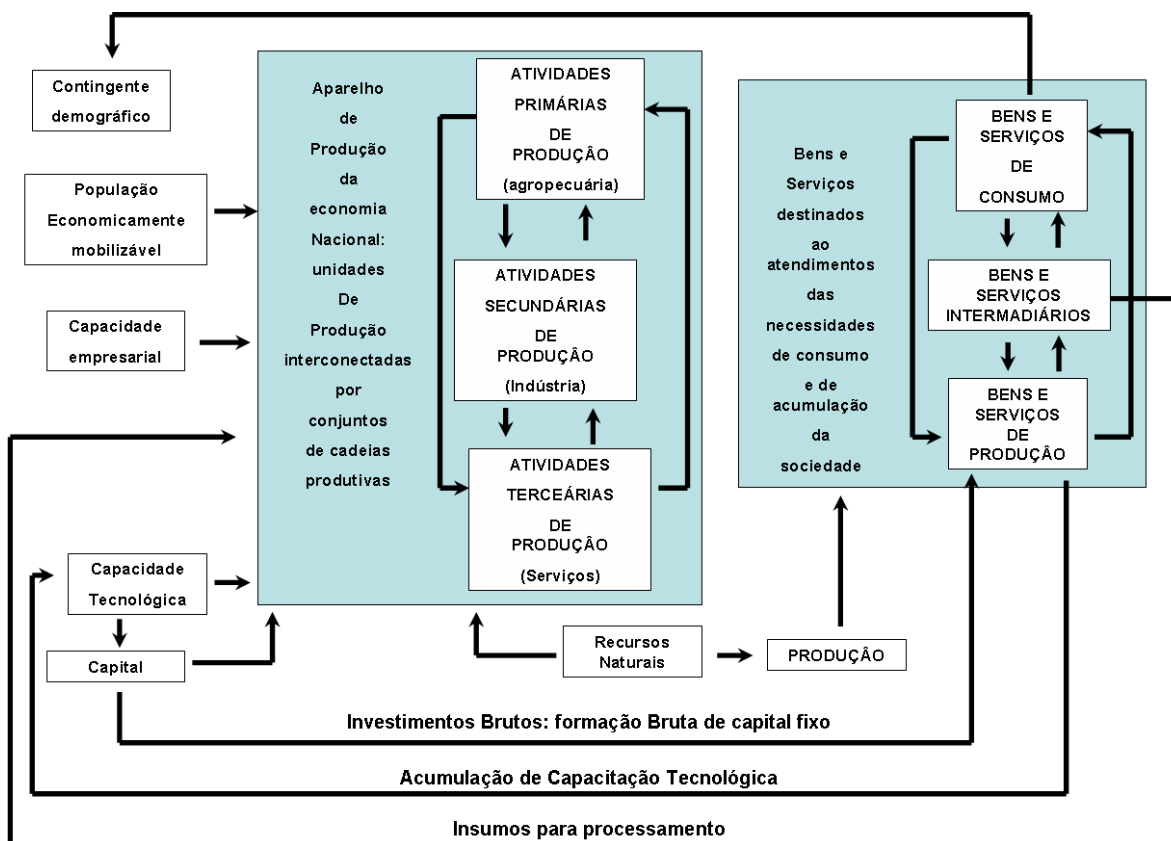 Contingente
demográfico
População
Economicamente
mobilizável
Capacidade
empresarial
Capacidade
Tecnológica
Capital
Aparelho
de
Produção
da
economia
Nacional:
unidades
De
Produção
interconectadas
por
conjuntos
de cadeias
produtivas
ATIVIDADES
PRIMÁRIAS
DE
PRODUÇÂO
(agropecuária)
ATIVIDADES
SECUNDÁRIAS
DE
PRODUÇÂO
(Indústria)
ATIVIDADES
TERCEÁRIAS
DE
PRODUÇÂO
(Serviços)
Recursos
Naturais
PRODUÇÂO
Bens e
Serviços
destinados
ao
atendimentos
das
necessidades
de consumo
e de
acumulação
da
sociedade
BENS E
SERVIÇOS
DE
CONSUMO
BENS E
SERVIÇOS
INTERMADIÁRIOS
BENS E
SERVIÇOS
DE
PRODUÇÂO
Investimentos Brutos: formação Bruta de capital fixo
Acumulação de Capacitação Tecnológica
Insumos para processamento